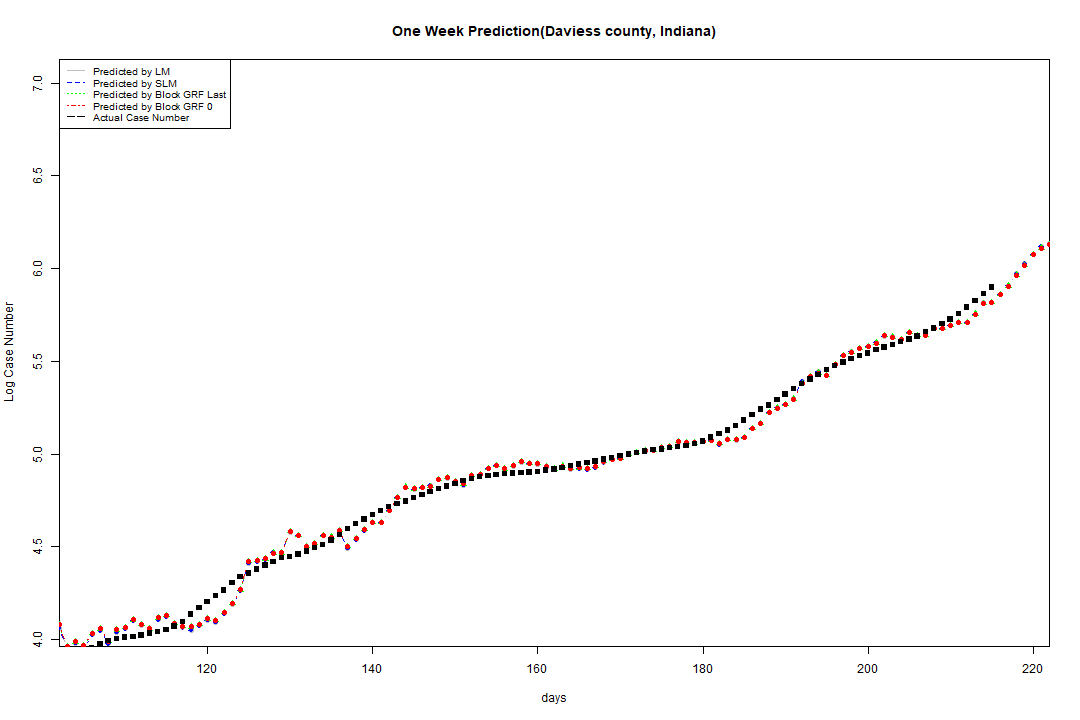 One Week Prediction(Daviess county, Indiana)
Predicted by LM
Predicted by SLM
Predicted by Block GRF Last
Predicted by Block GRF 0
Actual Case Number
7.0
6.5
6.0
5.5
5.0
4.5
4.0
Log Case Number
120 140 160 180 200 220
days